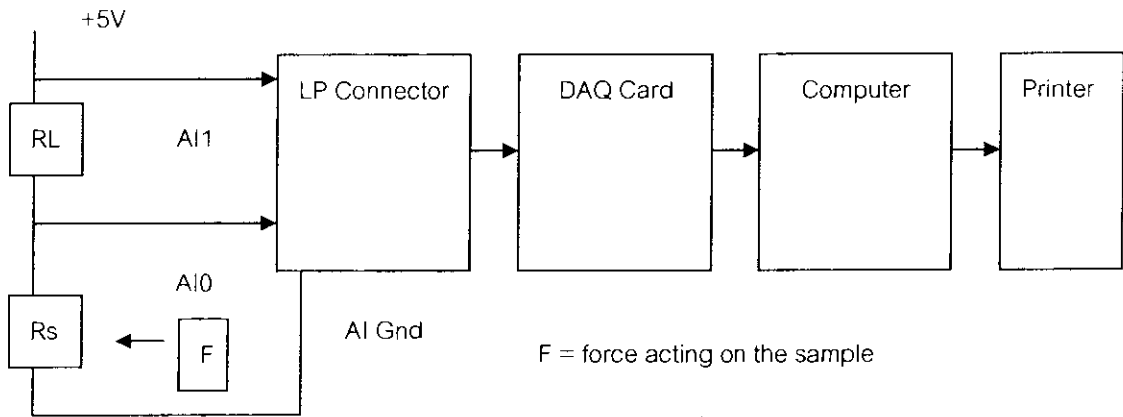 +5V
LP Connector
DAQ Card
Computer
Printer
RL
AI1
AI0
Rs
F
AI Gnd
F = force acting on the sample